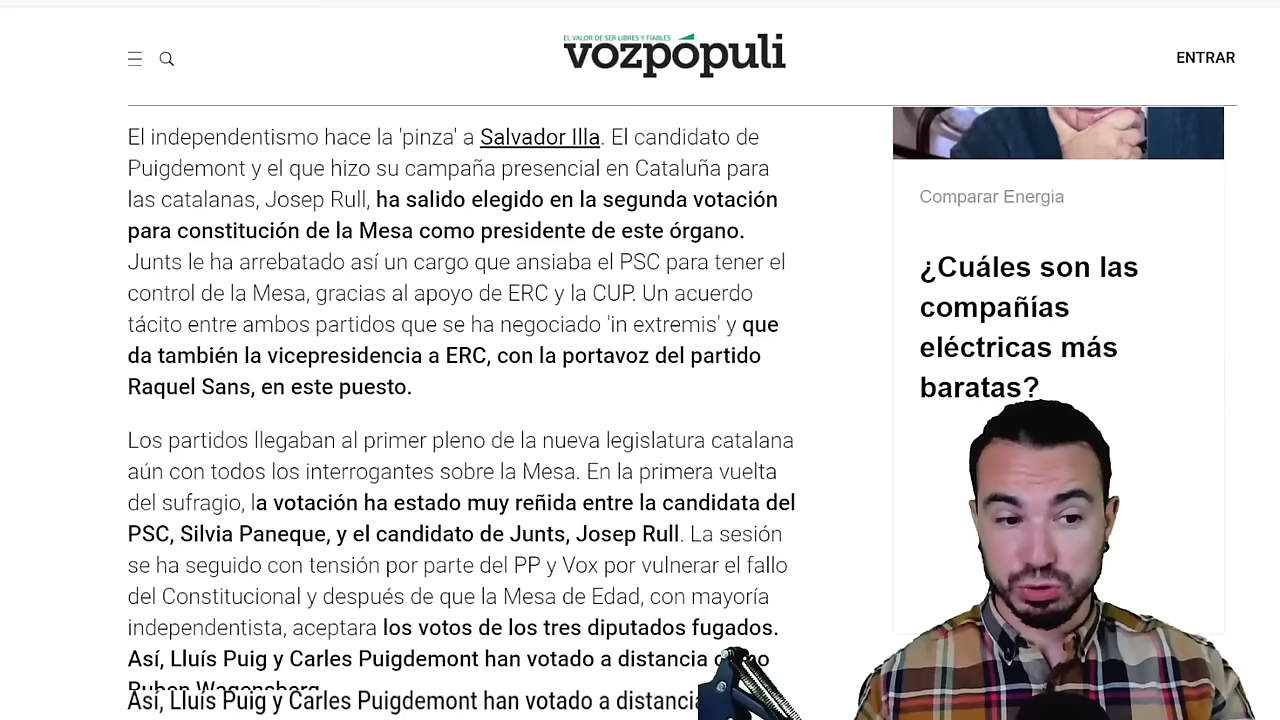 EL VALOR DE SER LIBRES Y FIABLES
vozpópuli
ENTRAR
El independentismo hace la 'pinza' a Salvador Illa. El candidato de
Puigdemont y el que hizo su campaña presencial en Cataluña para
las catalanas, Josep Rull, ha salido elegido en la segunda votación
para constitución de la Mesa como presidente de este órgano.
Junts le ha arrebatado así un cargo que ansiaba el PSC para tener el
control de la Mesa, gracias al apoyo de ERC y la CUP. Un acuerdo
tácito entre ambos partidos que se ha negociado 'in extremis' y que
da también la vicepresidencia a ERC, con la portavoz del partido
Raquel Sans, en este puesto.
Los partidos llegaban al primer pleno de la nueva legislatura catalana
aún con todos los interrogantes sobre la Mesa. En la primera vuelta
del sufragio, la votación ha estado muy reñida entre la candidata del
PSC, Silvia Paneque, y el candidato de Junts, Josep Rull. La sesión
se ha seguido con tensión por parte del PP y Vox por vulnerar el fallo
del Constitucional y después de que la Mesa de Edad, con mayoría
independentista, aceptara los votos de los tres diputados fugados.
Así, Lluís Puig y Carles Puigdemont han votado a distancia como
Ruben Wagensberg
Así, Lluís Puig y Carles Puigdemont han votado a distancia
Comparar Energia
¿Cuáles son las
compañías
eléctricas más
baratas?